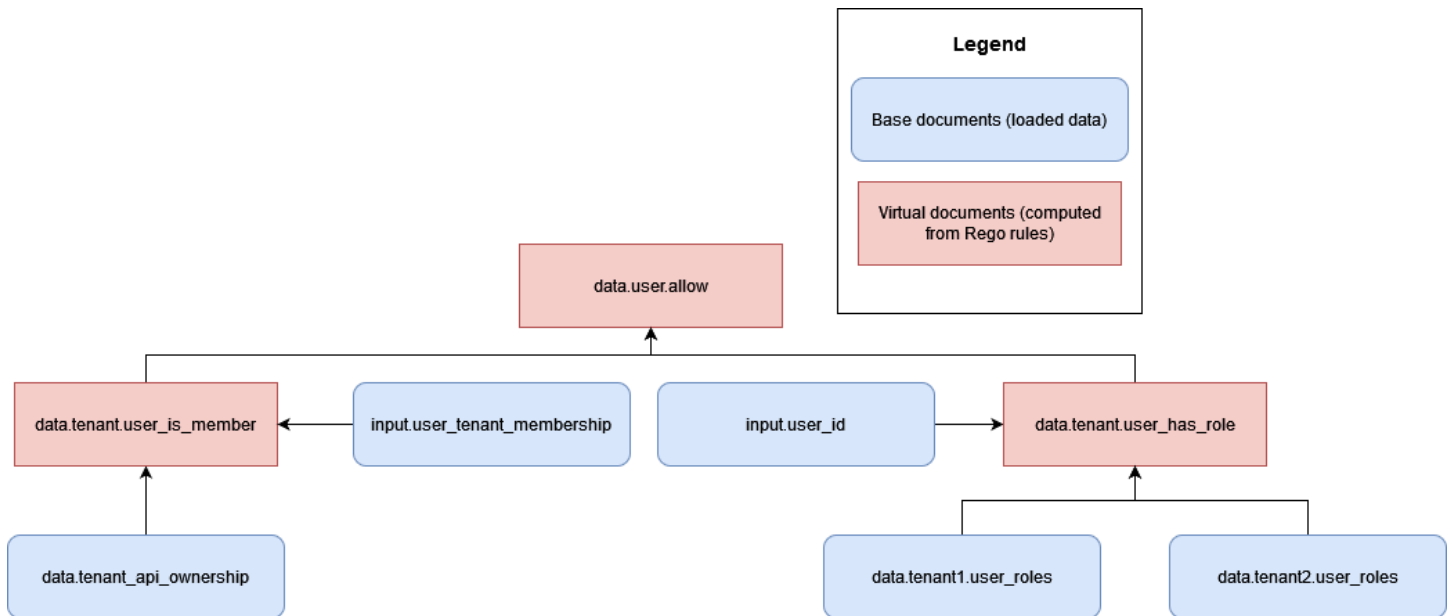 Legend
Base documents (loaded data)
Virtual documents (computed
from Rego rules)
data.user.allow
data.tenant.user_is_member
input.user_tenant_membership
input.user_id
data.tenant.user_has_role
data.tenant_api_ownership
data.tenant1.user_roles
data.tenant2.user_roles